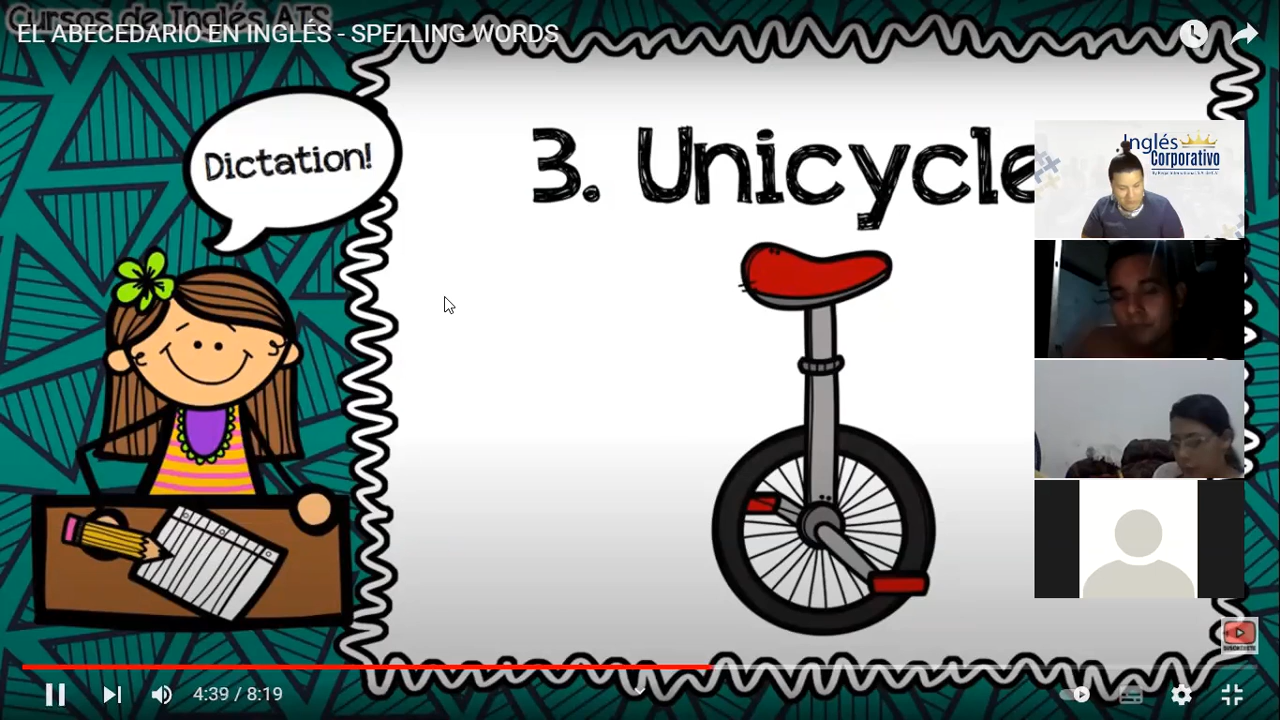 Cursos de Inglés ATS
EL ABECEDARIO EN INGLÉS - SPELLING WORDS
Dictation!
3. Unicycle
Inglés
Corporativo
4:39 / 8:19